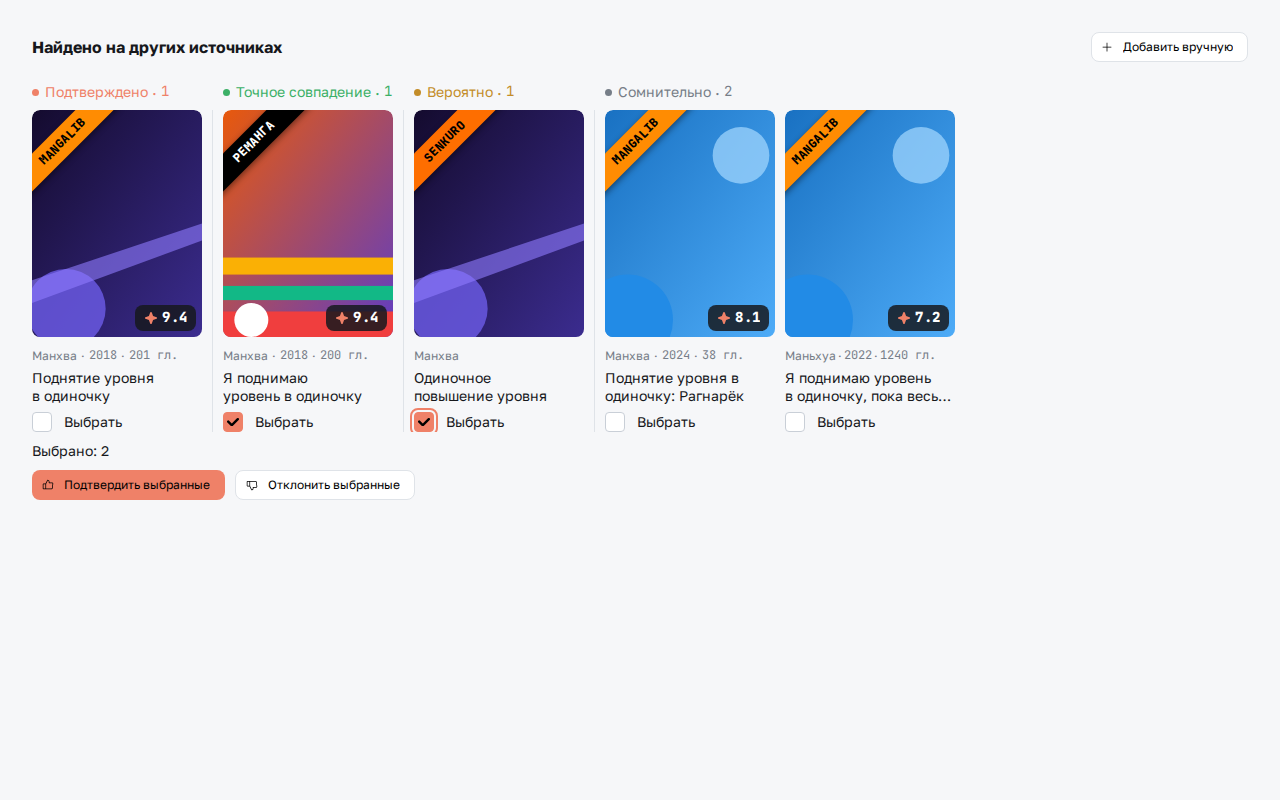 Найдено на других источниках
Добавить вручную
Подтверждено · 1
Точное совпадение · 1
Вероятно · 1
Сомнительно · 2
MANGALIB
9.4
Манхва · 2018 · 201 гл.
Поднятие уровня
в одиночку
Выбрать
РЕМАНГА
9.4
Манхва · 2018 · 200 гл.
Я поднимаю
уровень в одиночку
Выбрать
SENKURO
Манхва
Одиночное
повышение уровня
Выбрать
MANGALIB
8.1
Манхва · 2024 · 38 гл.
Поднятие уровня в
одиночку: Рагнарёк
Выбрать
MANGALIB
7.2
Маньхуа · 2022 · 1240 гл.
Я поднимаю уровень
в одиночку, пока весь...
Выбрать
Выбрано: 2
Подтвердить выбранные
Отклонить выбранные